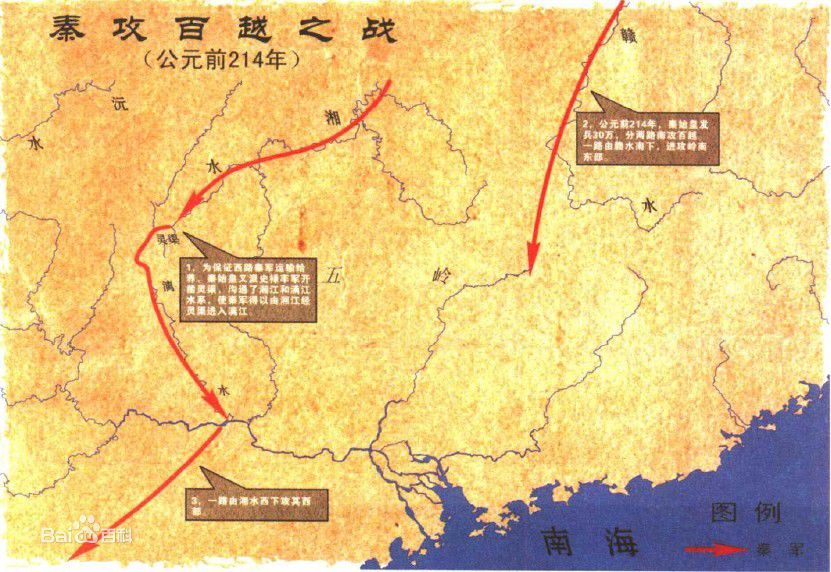 秦攻百越之战
（公元前214年）
沅
水
湘
水
赣
水
2，公元前214年，秦始皇发
兵30万，分两路南攻百越。
一路由赣水南下，进攻岭南
东部。
灵渠
1，为保证西路秦军运输给
养，秦始皇又派史禄率军开
凿灵渠，沟通了湘江和漓江
水系，使秦军得以由湘江经
灵渠进入漓江。
五岭
漓
水
3，一路由湘水西下攻其西
部。
南海
图例
秦军
Bai百科